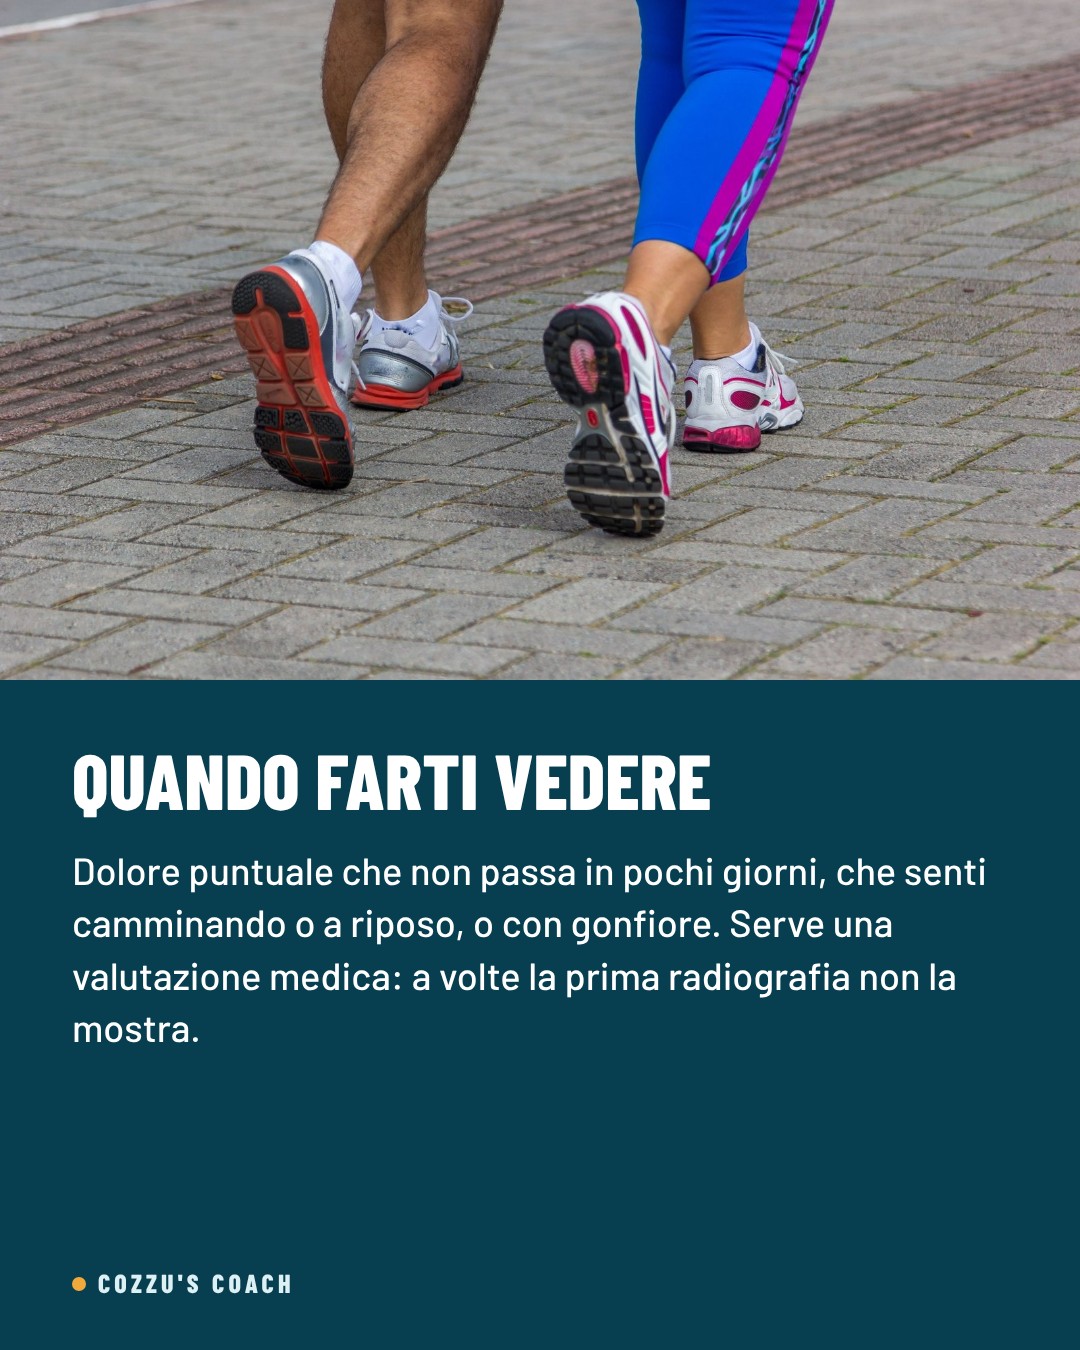 QUANDO FARTI VEDERE
Dolore puntuale che non passa in pochi giorni, che senti
camminando o a riposo, o con gonfiore. Serve una
valutazione medica: a volte la prima radiografia non la
mostra.
COZZU'S COACH